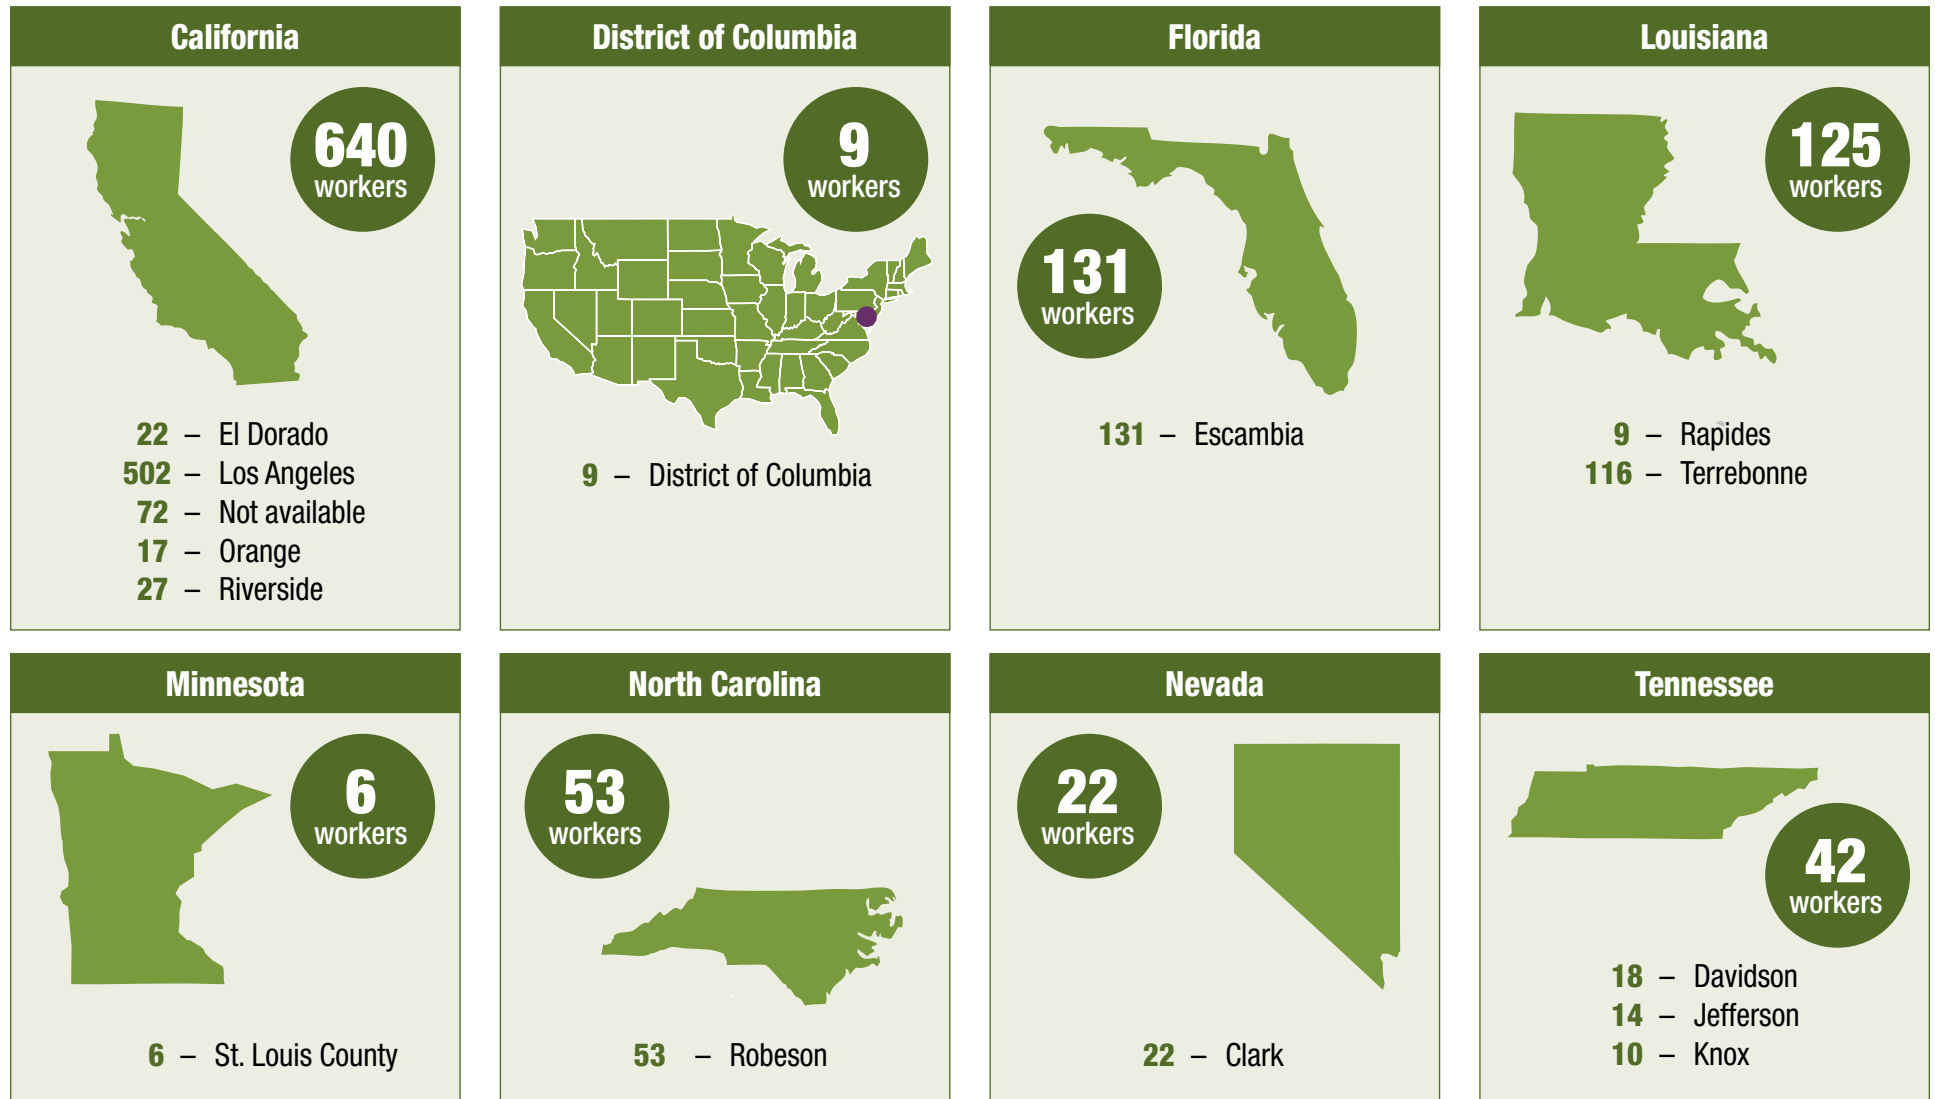 California
640
workers
22 – El Dorado
502 – Los Angeles
72 – Not available
17 – Orange
27 – Riverside
District of Columbia
9
workers
9 – District of Columbia
Florida
131
workers
131 – Escambia
Louisiana
125
workers
9 – Rapides
116 – Terrebonne
Minnesota
6
workers
6 – St. Louis County
North Carolina
53
workers
53 – Robeson
Nevada
22
workers
22 – Clark
Tennessee
42
workers
18 – Davidson
14 – Jefferson
10 – Knox